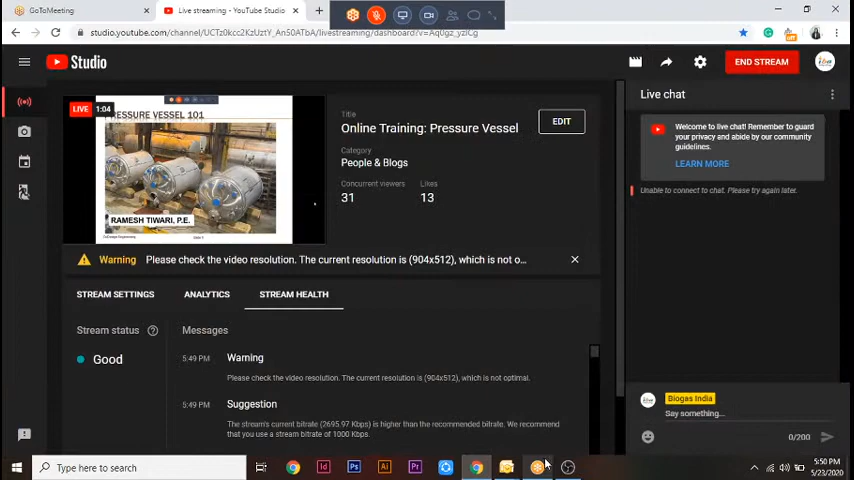 GoToMeeting
Live streaming - YouTube Studio
studio.youtube.com/channel/UCTz0kcc2KzUztY_An50ATbA/livestreaming/dashboard?v=Aq0gz_yzICg
off
Studio
END STREAM
iba
LIVE 1:04
PRESSURE VESSEL 101
RAMESH TIWARI, P.E.
Title
Online Training: Pressure Vessel
EDIT
Category
People & Blogs
Concurrent viewers
Likes
31
13
Warning Please check the video resolution. The current resolution is (904x512), which is not o...
STREAM SETTINGS
ANALYTICS
STREAM HEALTH
Stream status
Good
Messages
5:49 PM
Warning
Please check the video resolution. The current resolution is (904x512), which is not optimal.
5:49 PM
Suggestion
The stream's current bitrate (2695.97 Kbps) is higher than the recommended bitrate. We recommend
that you use a stream bitrate of 1000 Kbps.
Live chat
Welcome to live chat! Remember to guard
your privacy and abide by our community
guidelines.
LEARN MORE
Unable to connect to chat. Please try again later.
iba
Biogas India
Say something...
0/200
Type here to search
Id
Ps
Ai
Pr
5:50 PM
5/23/2020